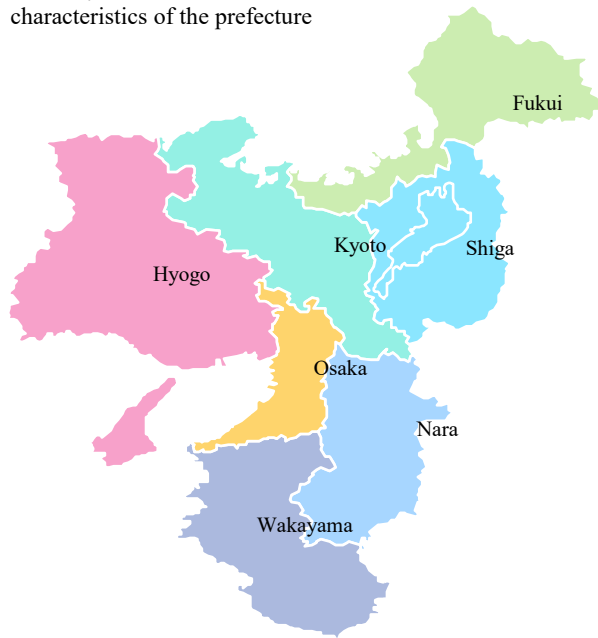 characteristics of the prefecture
Fukui
Kyoto
Shiga
Hyogo
Osaka
Nara
Wakayama